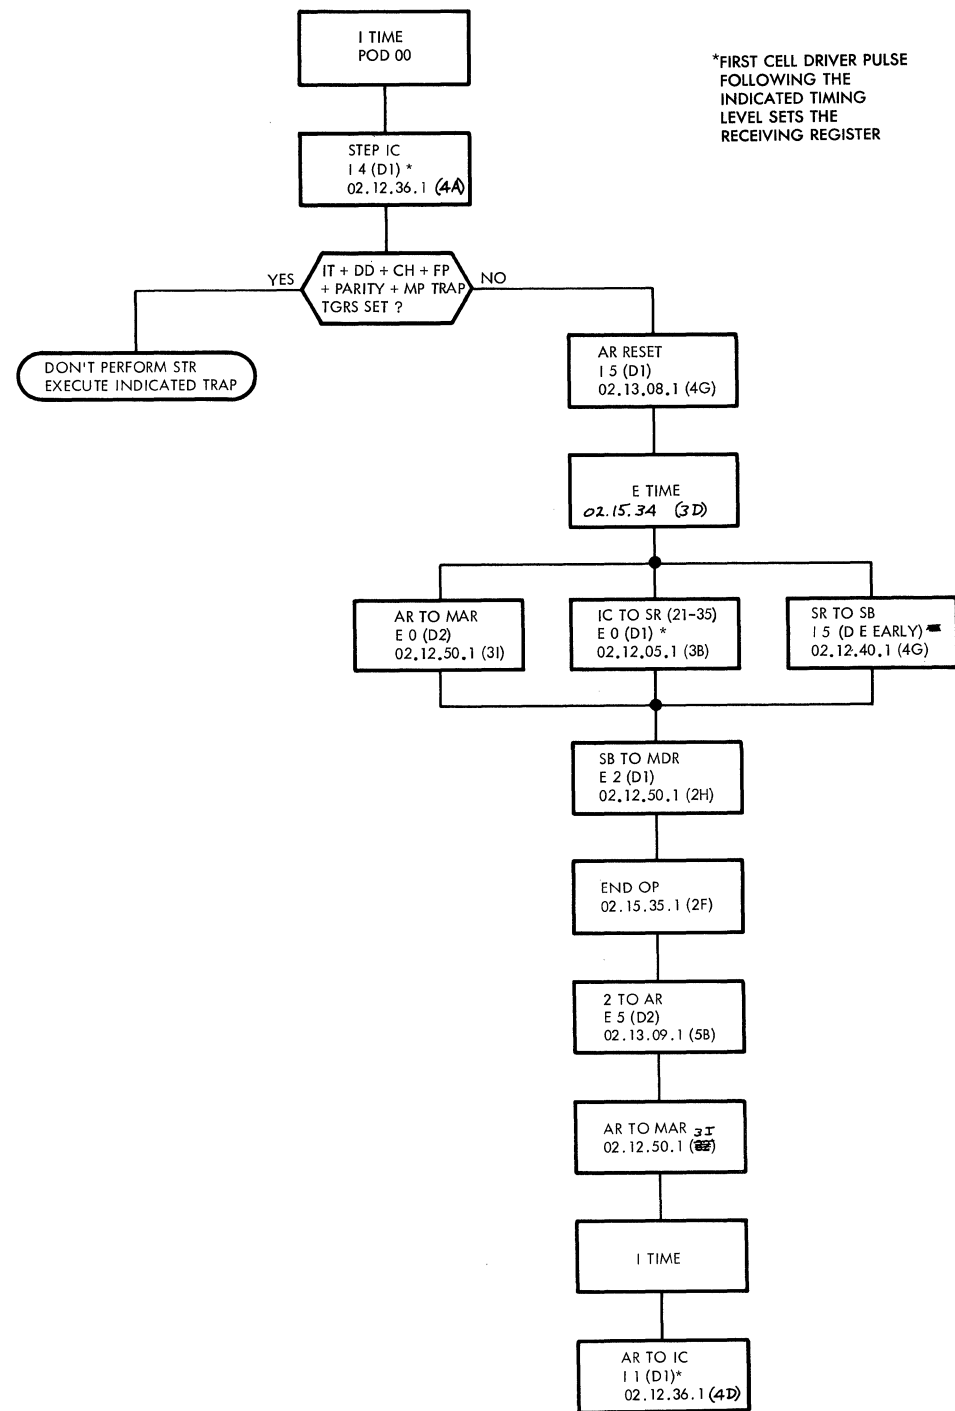 I TIME
POD 00
*FIRST CELL DRIVER PULSE
FOLLOWING THE
INDICATED TIMING
LEVEL SETS THE
RECEIVING REGISTER
STEP IC
I 4 (D1) *
02.12.36.1 (4A)
YES
IT + DD + CH + FP
+ PARITY + MP TRAP
TGRS SET ?
NO
DON'T PERFORM STR
EXECUTE INDICATED TRAP
AR RESET
I 5 (D1)
02.13.08.1 (4G)
E TIME
02.15.34 (3D)
AR TO MAR
E 0 (D2)
02.12.50.1 (3I)
IC TO SR (21-35)
E 0 (D1) *
02.12.05.1 (3B)
SR TO SB
I 5 (D E EARLY)
02.12.40.1 (4G)
SB TO MDR
E 2 (D1)
02.12.50.1 (2H)
END OP
02.15.35.1 (2F)
2 TO AR
E 5 (D2)
02.13.09.1 (5B)
AR TO MAR 3I
02.12.50.1 ( )
I TIME
AR TO IC
I 1 (D1)*
02.12.36.1 (4D)